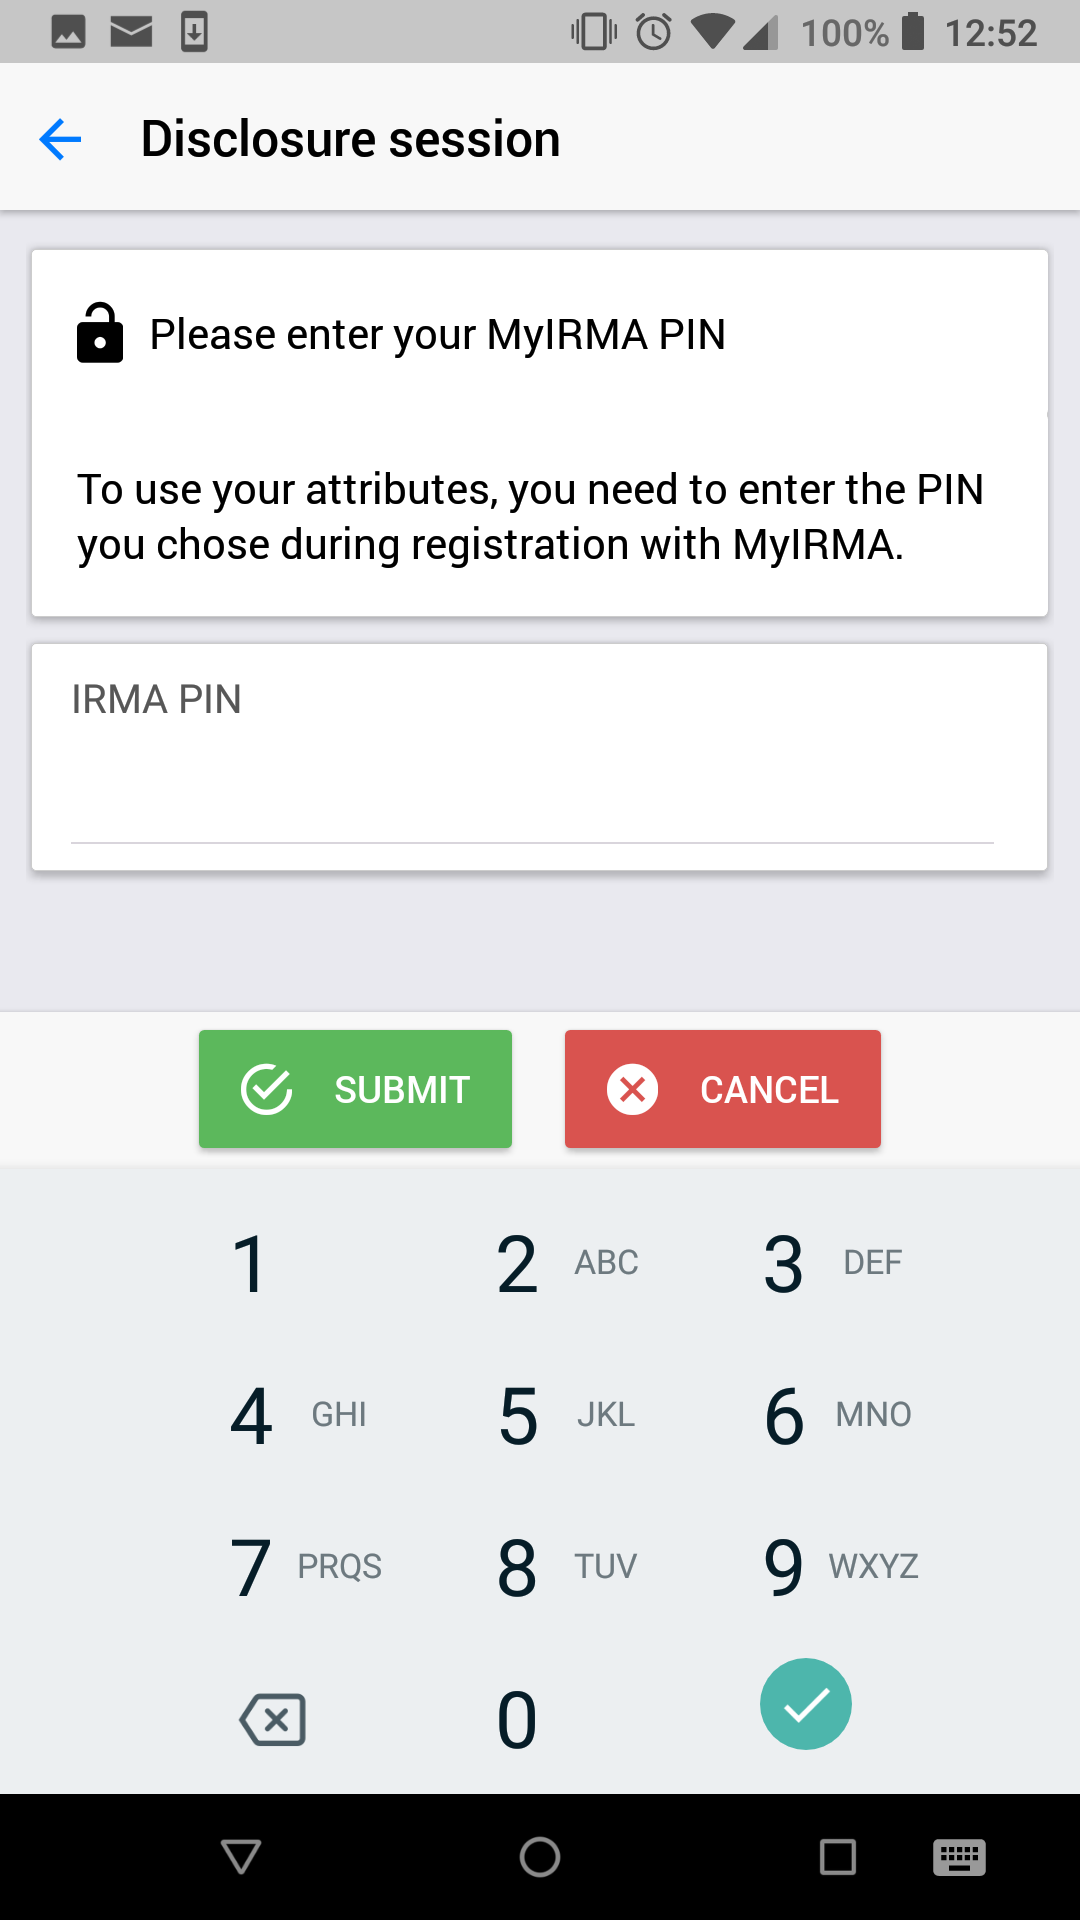 100% 12:52
Disclosure session
Please enter your MyIRMA PIN
To use your attributes, you need to enter the PIN
you chose during registration with MyIRMA.
IRMA PIN
SUBMIT CANCEL
1 2 ABC 3 DEF
4 GHI 5 JKL 6 MNO
7 PRQS 8 TUV 9 WXYZ
0